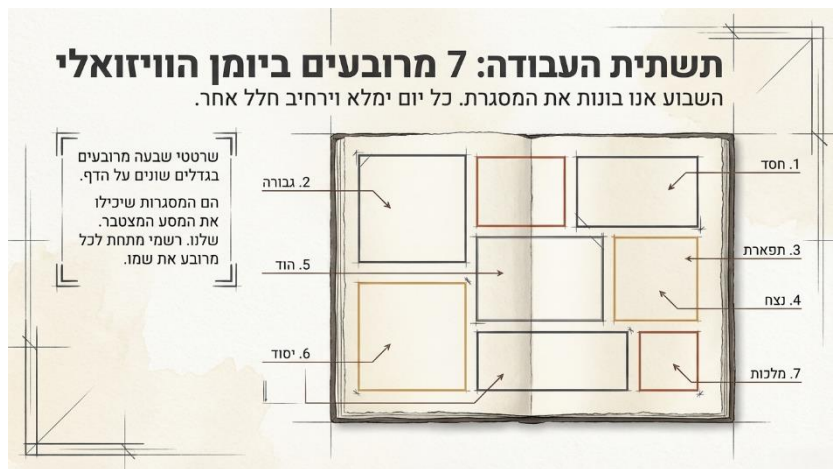 תשתית העבודה: 7 מרובעים ביומן הוויזואלי
השבוע אנו בונות את המסגרת. כל יום ימלא וירחיב חלל אחר.
שרטטי שבעה מרובעים
בגדלים שונים על הדף.
הם המסגרות שיכילו
את המסע המצטבר
שלנו. רשמי מתחת לכל
מרובע את שמו.
1. חסד
2. גבורה
3. תפארת
4. נצח
5. הוד
6. יסוד
7. מלכות